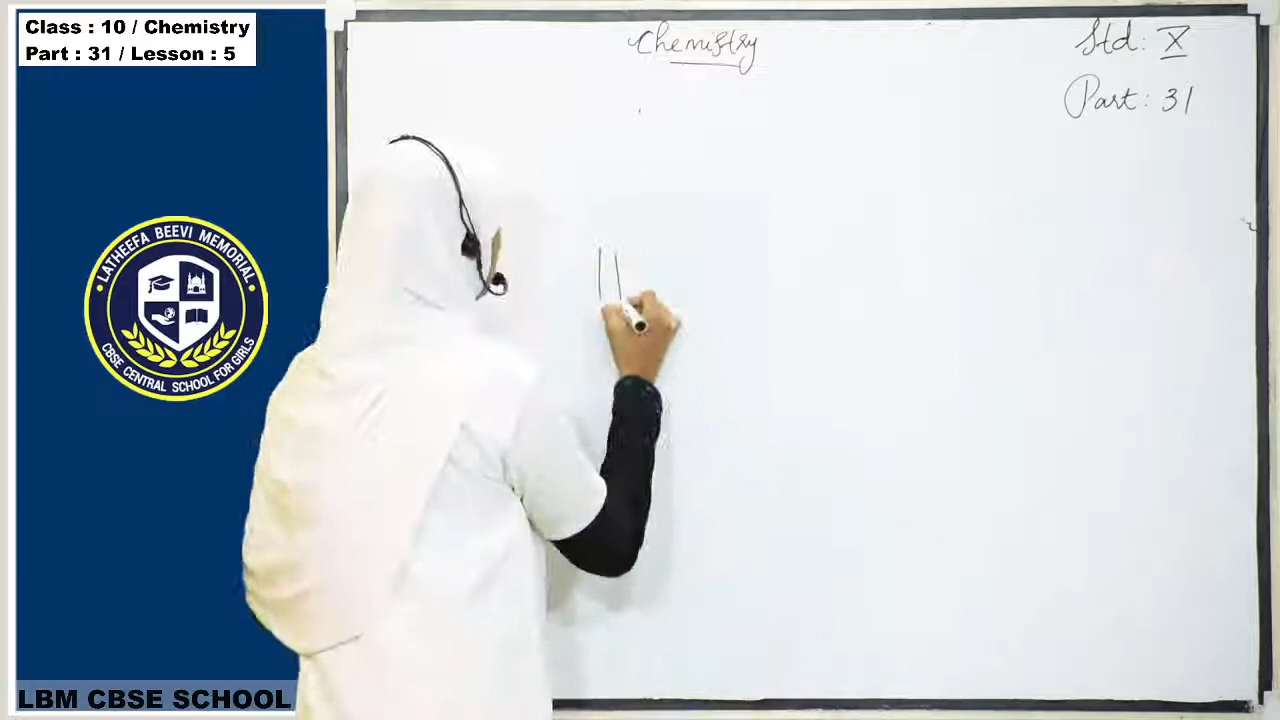 Class : 10 / Chemistry
Part : 31 / Lesson : 5
Chemistry
Std: X
Part: 31
LATHEEFA BEEVI MEMORIAL
CBSE CENTRAL SCHOOL FOR GIRLS
LBM CBSE SCHOOL